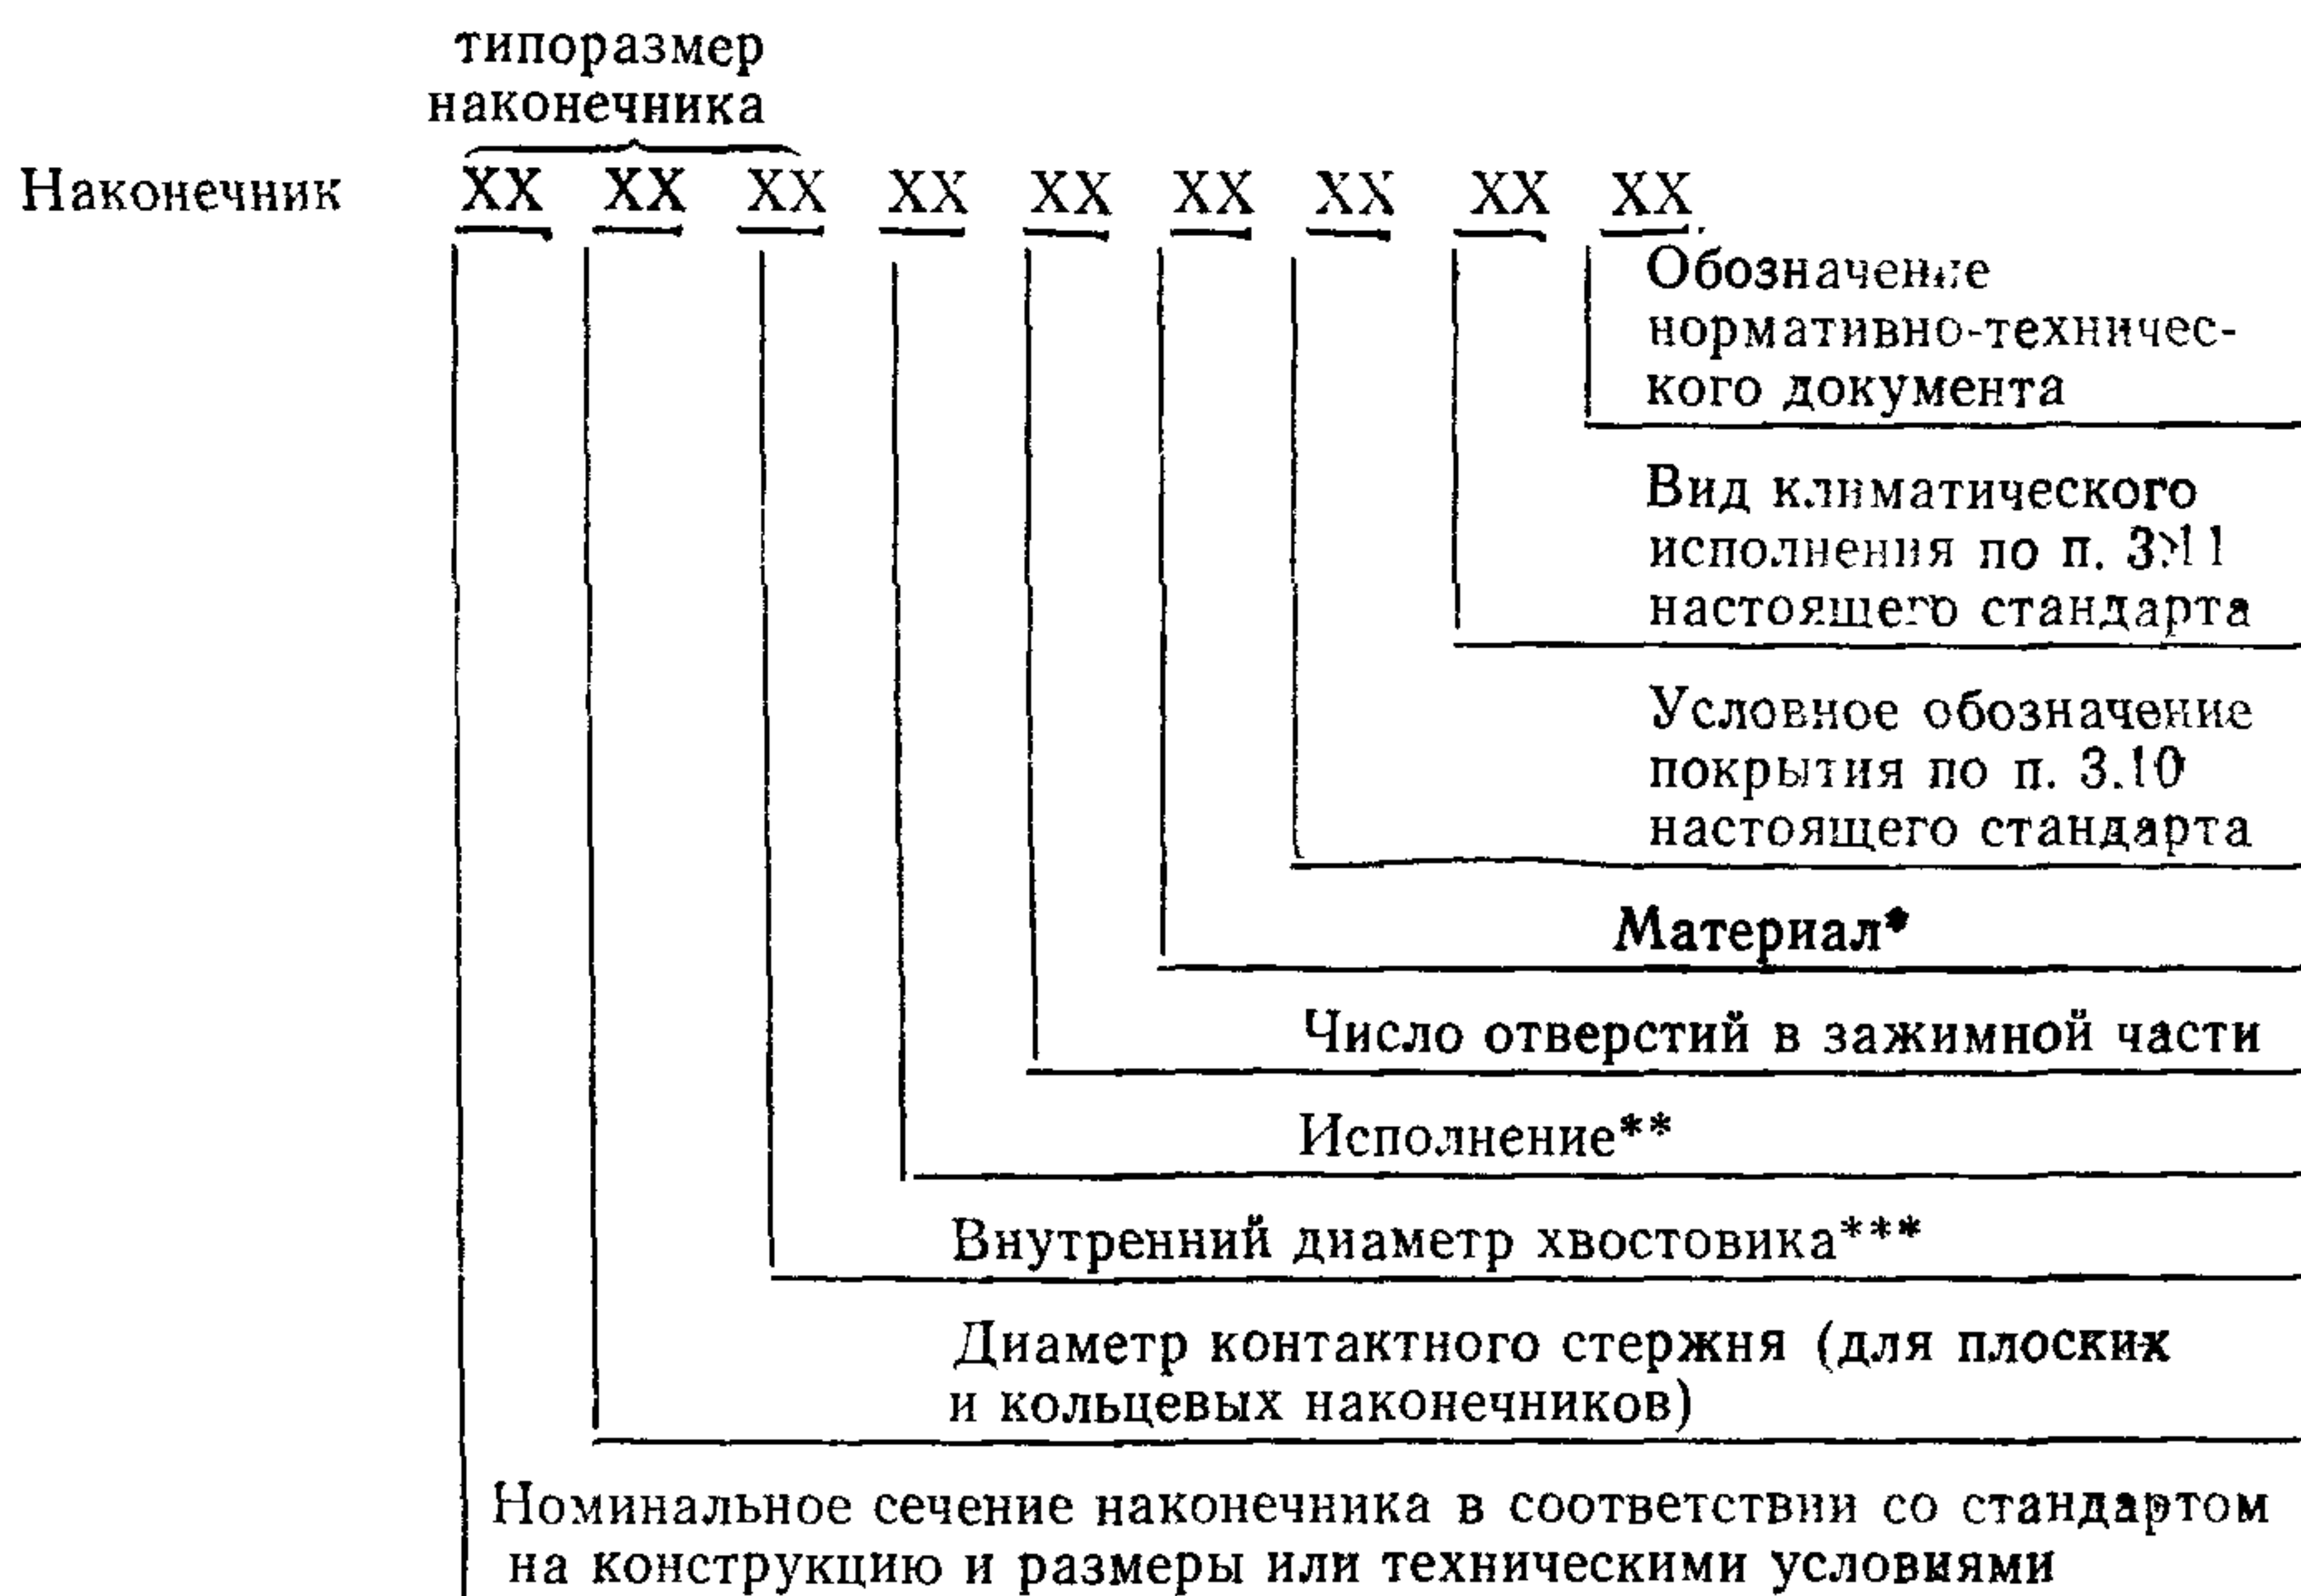 типоразмер
наконечника
Наконечник XX XX XX XX XX XX XX XX XX
Обозначение
нормативно-техничес-
кого документа
Вид климатического
исполнения по п. 3.11
настоящего стандарта
Условное обозначение
покрытия по п. 3.10
настоящего стандарта
Материал*
Число отверстий в зажимной части
Исполнение**
Внутренний диаметр хвостовика***
Диаметр контактного стержня (для плоских
и кольцевых наконечников)
Номинальное сечение наконечника в соответствии со стандартом
на конструкцию и размеры или техническими условиями